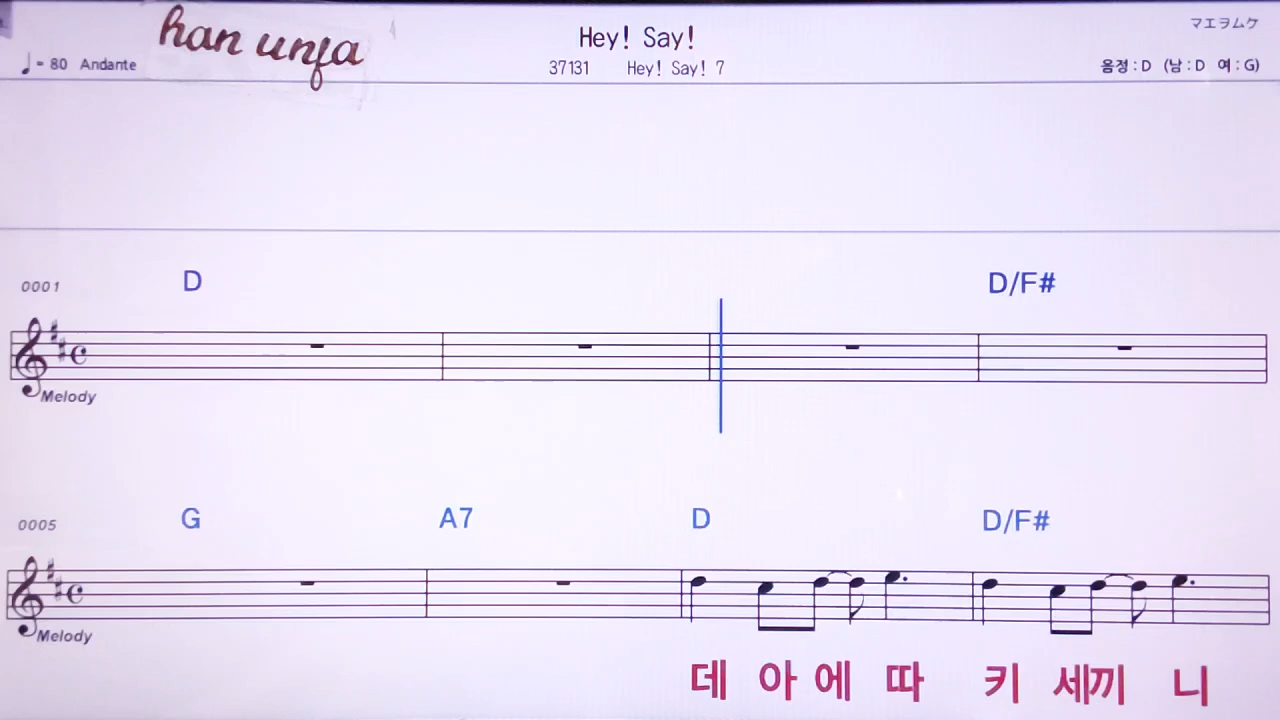 han unja
Hey! Say!
マエヲムケ
♩= 80 Andante
37131 Hey! Say! 7
음정 : D (남 : D 여 : G)
0001
D
D/F#
Melody
0005
G A7 D D/F#
Melody
데 아 에 따 키 세끼 니